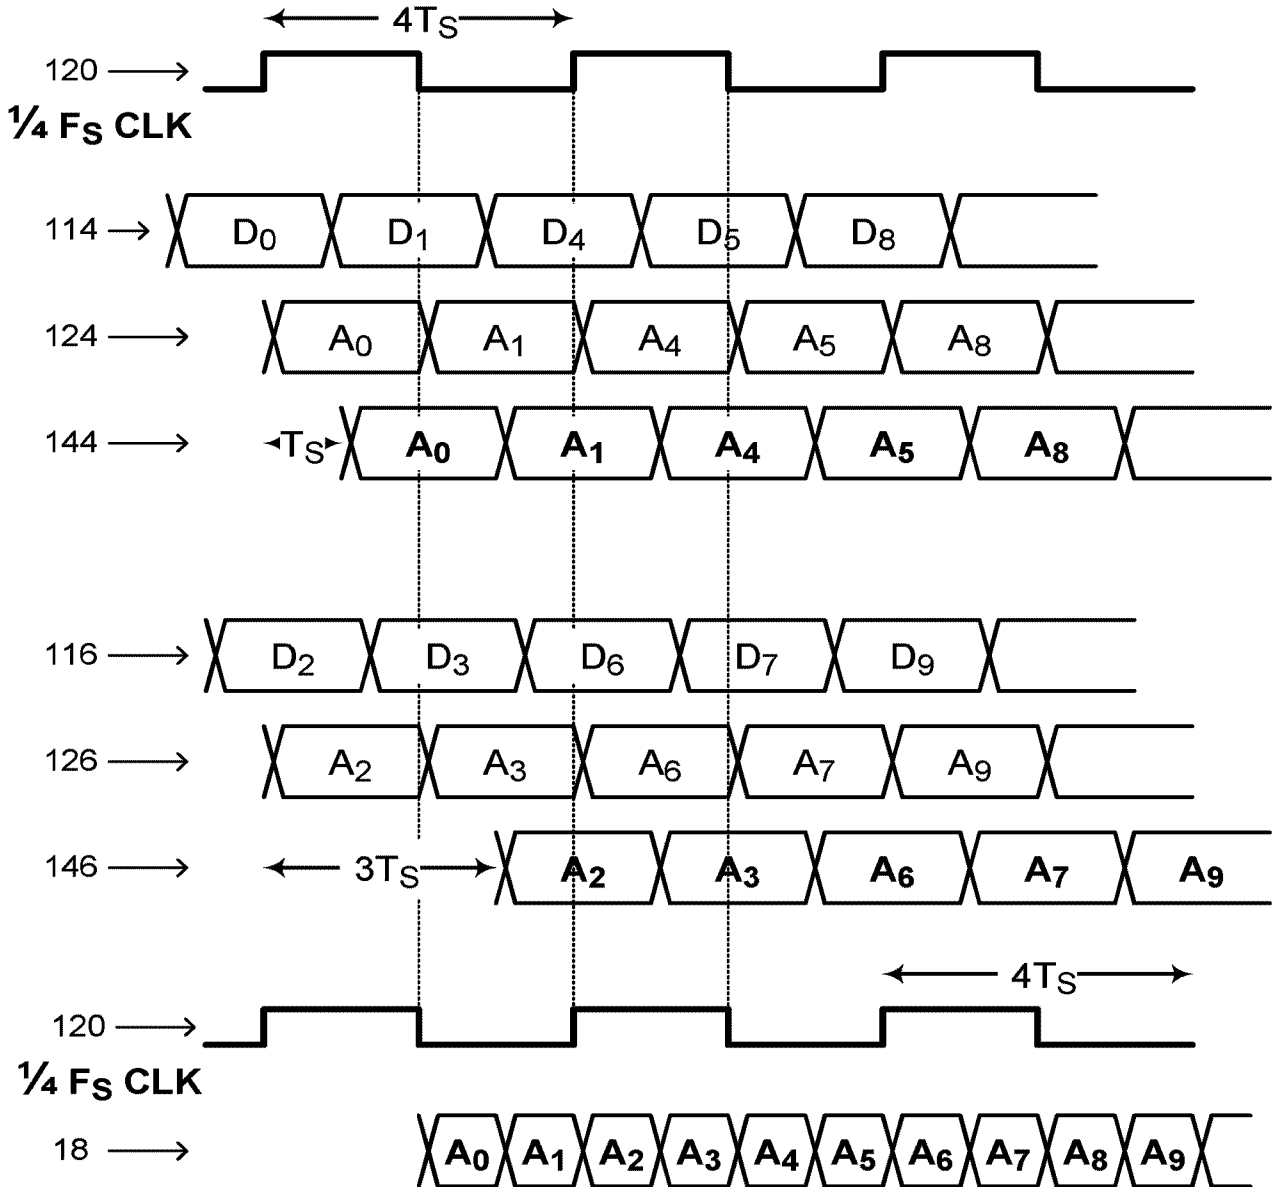 4TS
120
¼ FS CLK
114 D0 D1 D4 D5 D8
124 A0 A1 A4 A5 A8
144 TS A0 A1 A4 A5 A8
116 D2 D3 D6 D7 D9
126 A2 A3 A6 A7 A9
146 3TS A2 A3 A6 A7 A9
4TS
120
¼ FS CLK
18 A0 A1 A2 A3 A4 A5 A6 A7 A8 A9